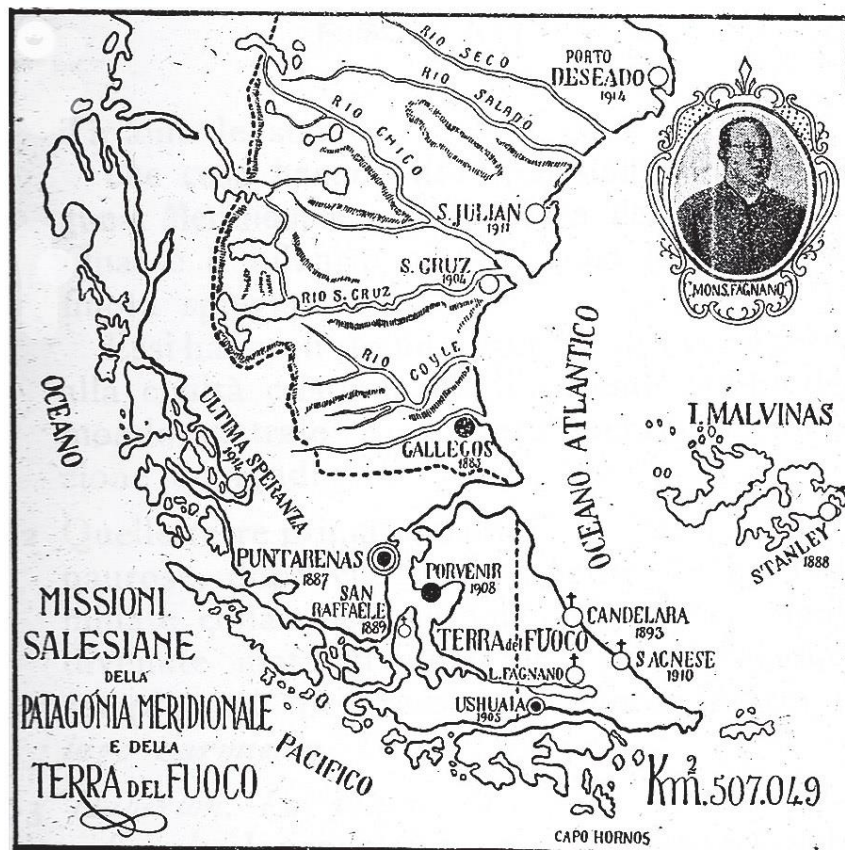 RIO SECO
PORTO
DESEADO
1914
RIO SALADO
RIO CHICO
S. JULIAN
1911
S. CRUZ
1904
RIO S. CRUZ
RIO COYLE
MONS. FAGNANO
OCEANO
ULTIMA SPERANZA
1914
GALLEGOS
1885
OCEANO ATLANTICO
I. MALVINAS
STANLEY
1888
PUNTARENAS
1887
PORVENIR
1908
SAN
RAFFAELE
1889
CANDELARA
1893
TERRA DEL FUOCO
S AGNESE
1910
L. FAGNANO
USHUAIA
MISSIONI
SALESIANE
DELLA
PATAGONIA MERIDIONALE
E DELLA
TERRA DEL FUOCO
PACIFICO
Km². 507.049
CAPO HORNOS